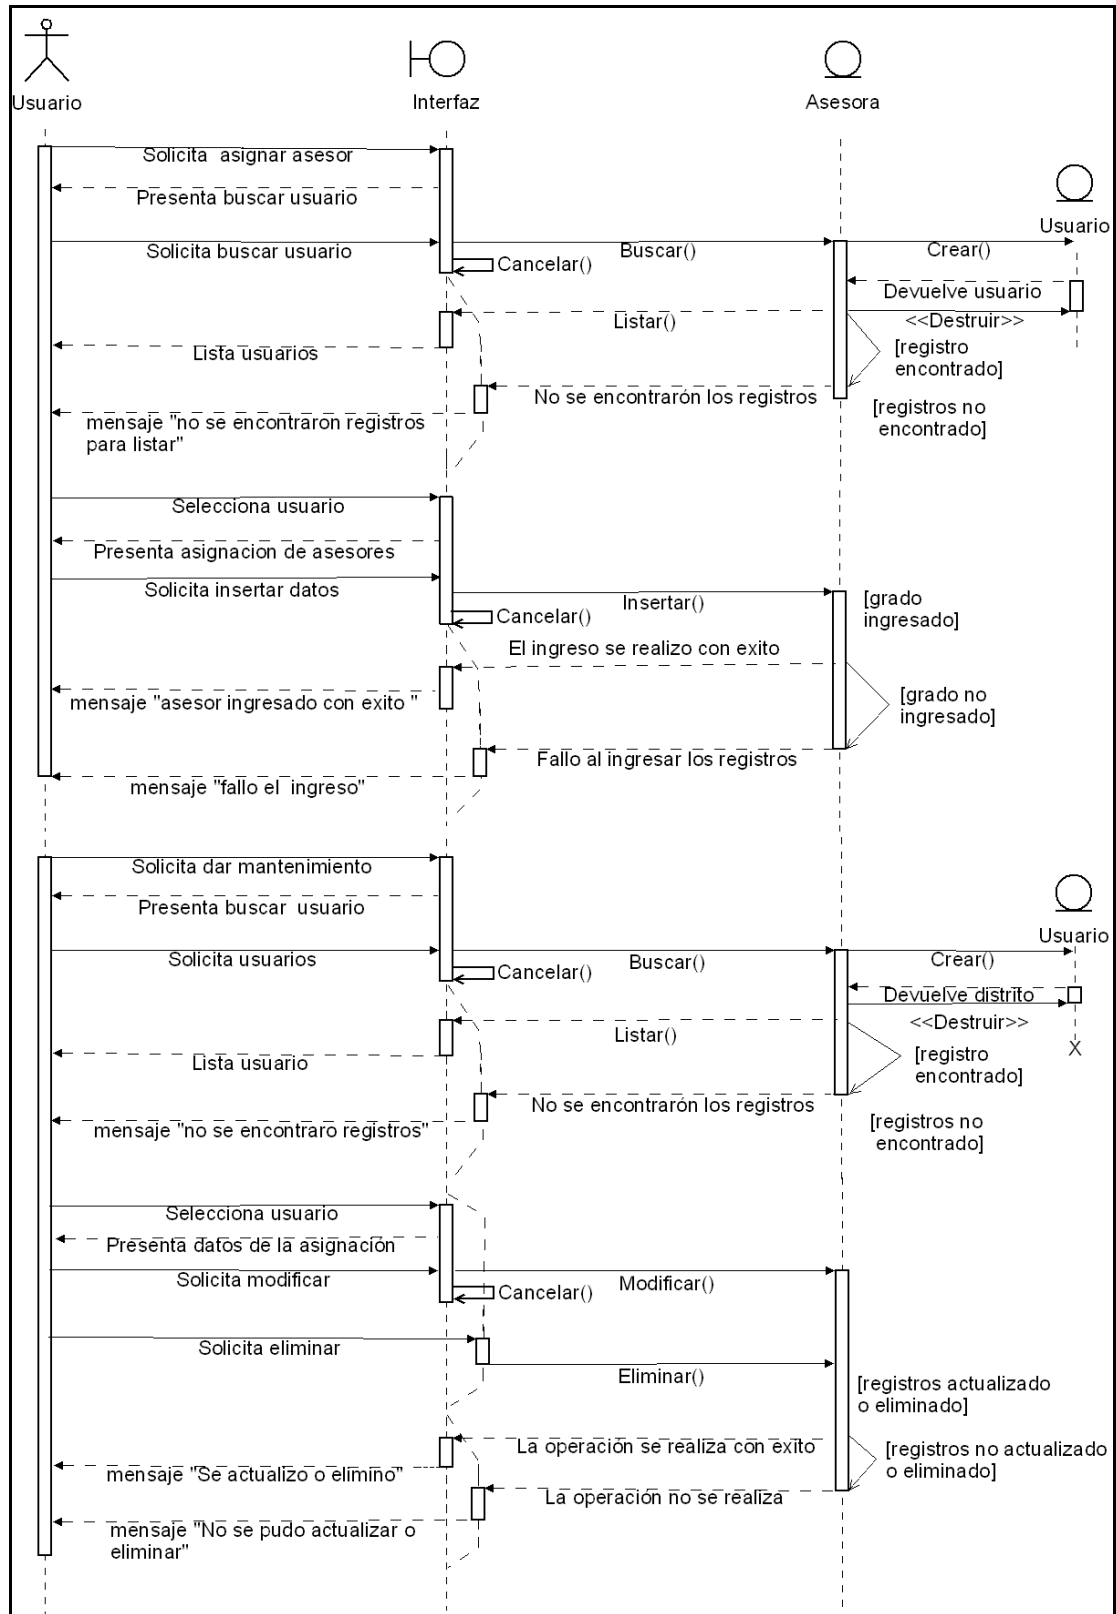 Usuario
Interfaz
Asesora
Solicita asignar asesor
Presenta buscar usuario
Usuario
Solicita buscar usuario
Buscar()
Crear()
Cancelar()
Devuelve usuario
Listar()
<<Destruir>>
Lista usuarios
[registro
encontrado]
No se encontrarón los registros
[registros no
encontrado]
mensaje "no se encontraron registros
para listar"
Selecciona usuario
Presenta asignacion de asesores
Solicita insertar datos
Insertar()
[grado
ingresado]
Cancelar()
El ingreso se realizo con exito
mensaje "asesor ingresado con exito "
[grado no
ingresado]
Fallo al ingresar los registros
mensaje "fallo el ingreso"
Solicita dar mantenimiento
Presenta buscar usuario
Usuario
Solicita usuarios
Buscar()
Crear()
Cancelar()
Devuelve distrito
<<Destruir>>
Listar()
Lista usuario
[registro
encontrado]
X
No se encontrarón los registros
mensaje "no se encontraro registros"
[registros no
encontrado]
Selecciona usuario
Presenta datos de la asignación
Solicita modificar
Modificar()
Cancelar()
Solicita eliminar
Eliminar()
[registros actualizado
o eliminado]
La operación se realiza con exito
[registros no actualizado
o eliminado]
mensaje "Se actualizo o elimino"
La operación no se realiza
mensaje "No se pudo actualizar o
eliminar"